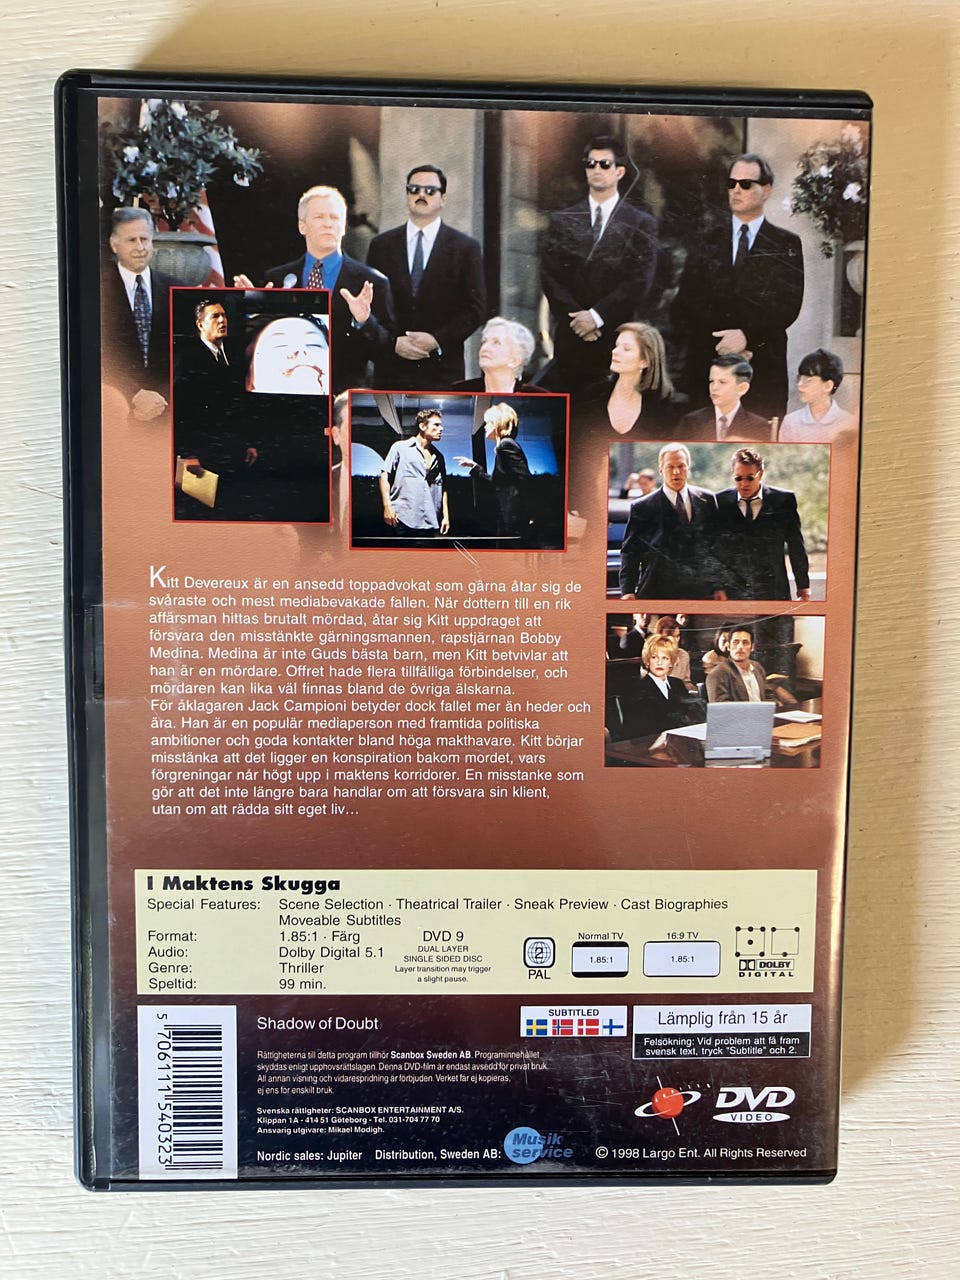 Kitt Devereux är en ansedd toppadvokat som gärna åtar sig de
svåraste och mest mediabevakade fallen. När dottern till en rik
affärsman hittas brutalt mördad, åtar sig Kitt uppdraget att
försvara den misstänkte gärningsmannen, rapstjärnan Bobby
Medina. Medina är inte Guds bästa barn, men Kitt betvivlar att
han är en mördare. Offret hade flera tillfälliga förbindelser, och
mördaren kan lika väl finnas bland de övriga älskarna.
För åklagaren Jack Campioni betyder dock fallet mer än heder och
ära. Han är en populär mediaperson med framtida politiska
ambitioner och goda kontakter bland höga makthavare. Kitt börjar
misstänka att det ligger en konspiration bakom mordet, vars
förgreningar når högt upp i maktens korridorer. En misstanke som
gör att det inte längre bara handlar om att försvara sin klient,
utan om att rädda sitt eget liv...
I Maktens Skugga
Special Features: Scene Selection · Theatrical Trailer · Sneak Preview · Cast Biographies
Moveable Subtitles
Format: 1.85:1 · Färg
Audio: Dolby Digital 5.1
Genre: Thriller
Speltid: 99 min.
DVD 9
DUAL LAYER
SINGLE SIDED DISC
Layer transition may trigger
a slight pause.
2
PAL
Normal TV
1.85:1
16:9 TV
1.85:1
DOLBY
DIGITAL
5 706111 540323
Shadow of Doubt
SUBTITLED
Lämplig från 15 år
Felsökning: Vid problem att få fram
svensk text, tryck "Subtitle" och 2.
Rättigheterna till detta program tillhör Scanbox Sweden AB. Programinnehållet
skyddas enligt upphovsrättslagen. Denna DVD-film är endast avsedd för privat bruk.
All annan visning och vidarespridning är förbjuden. Verket får ej kopieras,
ej ens för enskilt bruk.
Svenska rättigheter: SCANBOX ENTERTAINMENT A/S.
Klippan 1A - 414 51 Göteborg - Tel. 031-704 77 70
Ansvarig utgivare: Mikael Modigh.
DVD
VIDEO
Nordic sales: Jupiter Distribution, Sweden AB: Musik service
© 1998 Largo Ent. All Rights Reserved